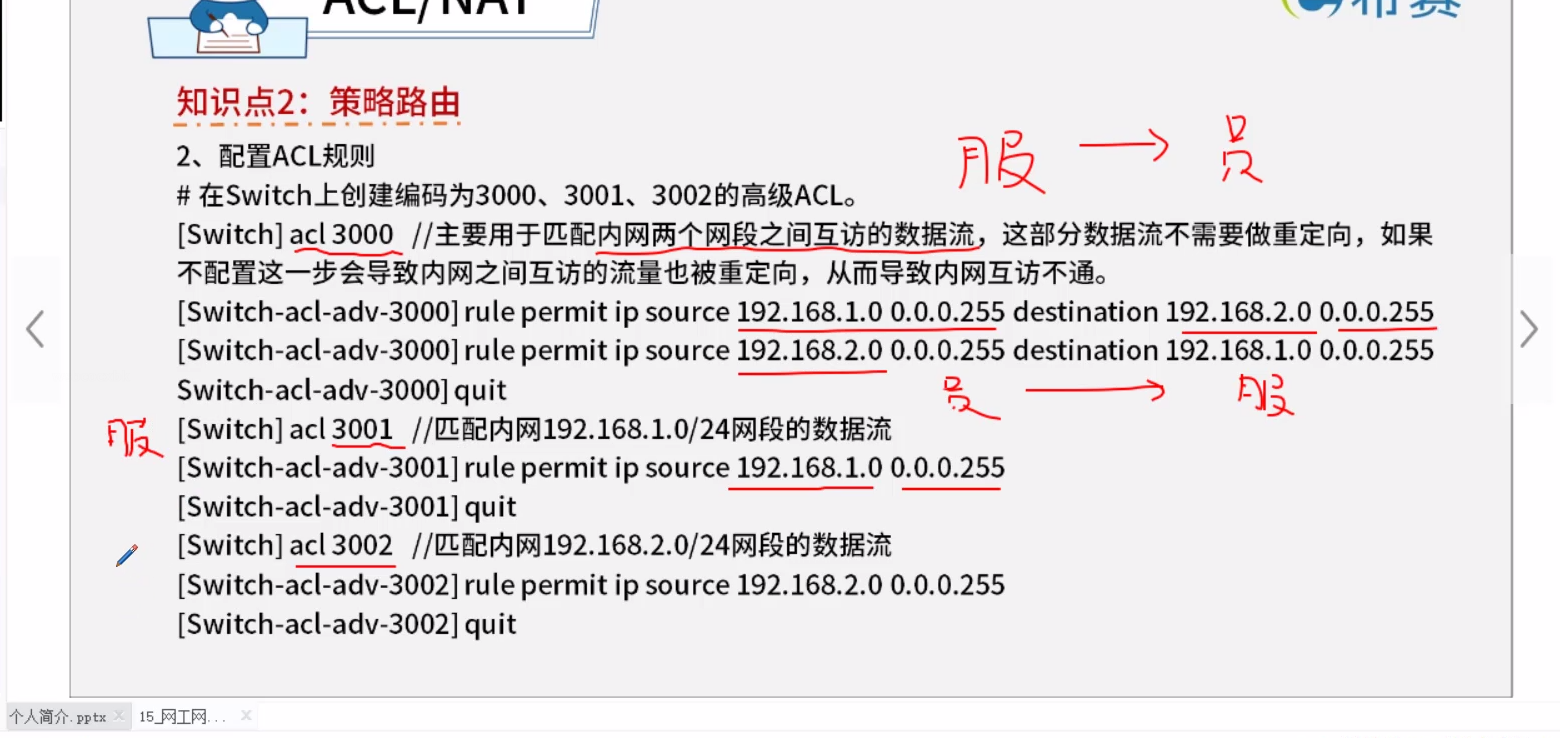 ACL/NAT
希赛
知识点2：策略路由
2、配置ACL规则
服 → 员
# 在Switch上创建编码为3000、3001、3002的高级ACL。
[Switch] acl 3000 //主要用于匹配内网两个网段之间互访的数据流，这部分数据流不需要做重定向，如果
不配置这一步会导致内网之间互访的流量也被重定向，从而导致内网互访不通。
[Switch-acl-adv-3000] rule permit ip source 192.168.1.0 0.0.0.255 destination 192.168.2.0 0.0.0.255
[Switch-acl-adv-3000] rule permit ip source 192.168.2.0 0.0.0.255 destination 192.168.1.0 0.0.0.255
Switch-acl-adv-3000] quit
员 → 服
服
[Switch] acl 3001 //匹配内网192.168.1.0/24网段的数据流
[Switch-acl-adv-3001] rule permit ip source 192.168.1.0 0.0.0.255
[Switch-acl-adv-3001] quit
[Switch] acl 3002 //匹配内网192.168.2.0/24网段的数据流
[Switch-acl-adv-3002] rule permit ip source 192.168.2.0 0.0.0.255
[Switch-acl-adv-3002] quit
个人简介.pptx × 15_网工网... ×